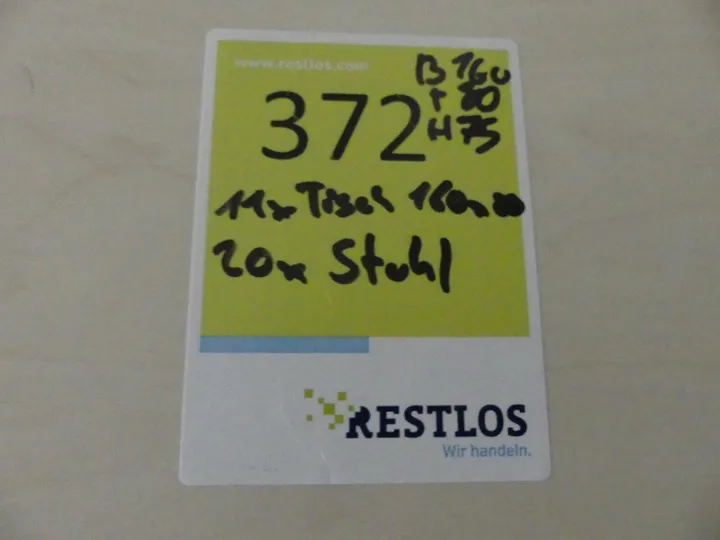 www.restlos.com
B 160
T 80
H 75
372
11x Tisch 160x80
20x Stuhl
RESTLOS
Wir handeln.